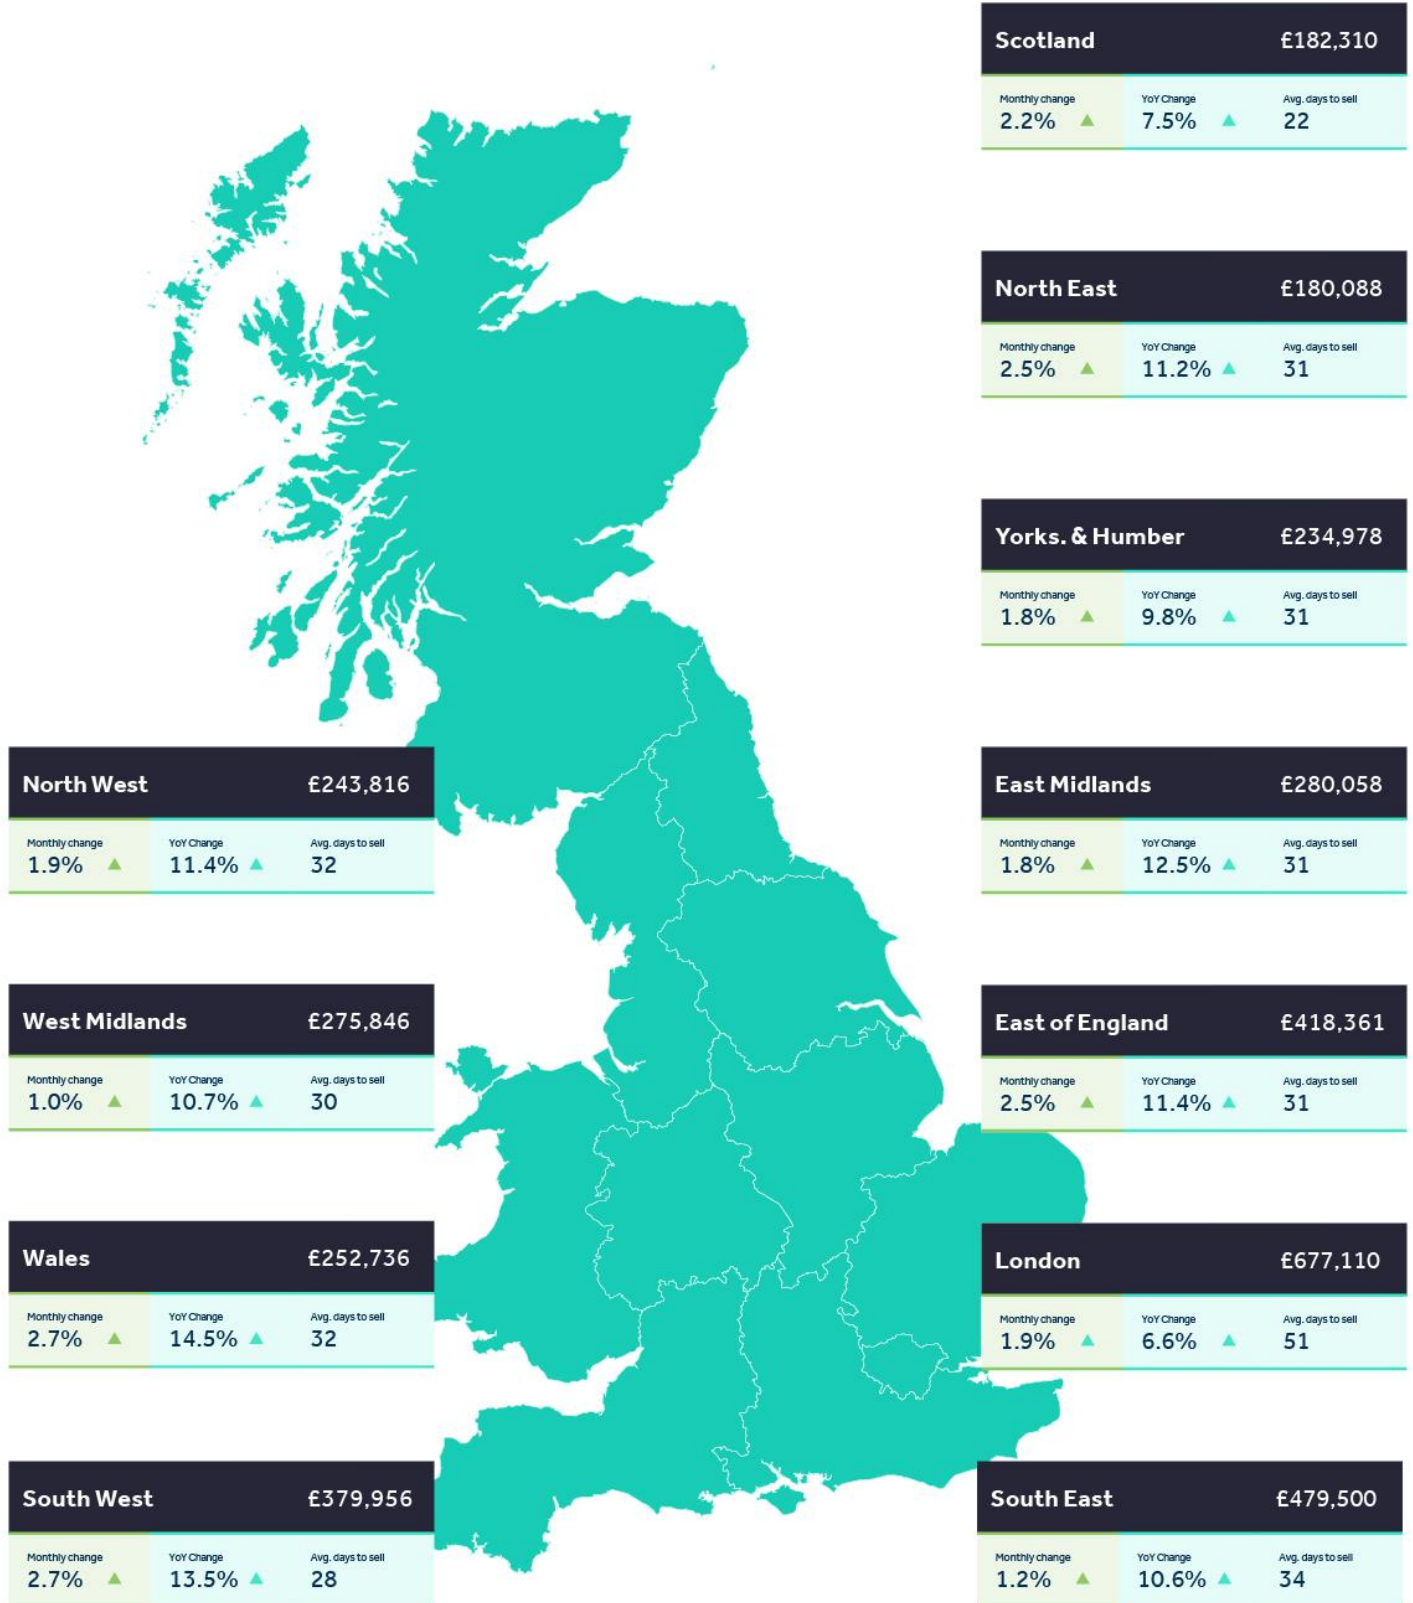 Scotland £182,310
Monthly change YoY Change Avg. days to sell
2.2% 7.5% 22
North East £180,088
Monthly change YoY Change Avg. days to sell
2.5% 11.2% 31
Yorks. & Humber £234,978
Monthly change YoY Change Avg. days to sell
1.8% 9.8% 31
North West £243,816
Monthly change YoY Change Avg. days to sell
1.9% 11.4% 32
East Midlands £280,058
Monthly change YoY Change Avg. days to sell
1.8% 12.5% 31
West Midlands £275,846
Monthly change YoY Change Avg. days to sell
1.0% 10.7% 30
East of England £418,361
Monthly change YoY Change Avg. days to sell
2.5% 11.4% 31
Wales £252,736
Monthly change YoY Change Avg. days to sell
2.7% 14.5% 32
London £677,110
Monthly change YoY Change Avg. days to sell
1.9% 6.6% 51
South West £379,956
Monthly change YoY Change Avg. days to sell
2.7% 13.5% 28
South East £479,500
Monthly change YoY Change Avg. days to sell
1.2% 10.6% 34